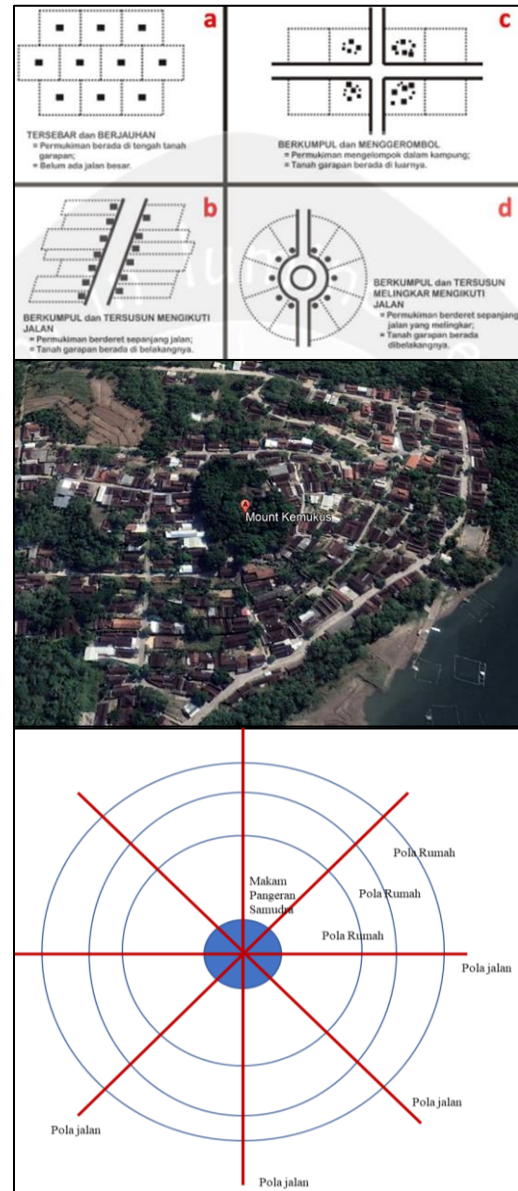 a
TERSEBAR dan BERJAUHAN
= Permukiman berada di tengah tanah
garapan;
= Belum ada jalan besar.
c
BERKUMPUL dan MENGGEROMBOL
= Permukiman mengelompok dalam kampung;
= Tanah garapan berada di luarnya.
b
BERKUMPUL dan TERSUSUN MENGIKUTI
JALAN
= Permukiman berderet sepanjang jalan;
= Tanah garapan berada di belakangnya.
d
BERKUMPUL dan TERSUSUN
MELINGKAR MENGIKUTI
JALAN
= Permukiman berderet sepanjang
jalan yang melingkar;
= Tanah garapan berada
dibelakangnya.
Mount Kemukus
Pola Rumah
Makam
Pangeran
Samudra
Pola Rumah
Pola Rumah
Pola jalan
Pola jalan
Pola jalan
Pola jalan